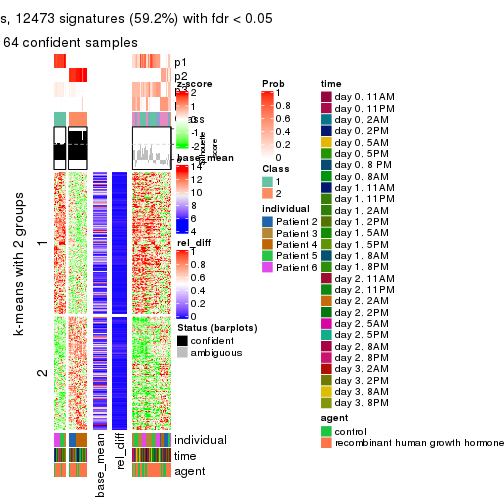 s, 12473 signatures (59.2%) with fdr < 0.05
64 confident samples
p1
p2
z-score
2
1
0
-1
-2
Class
Silhouette
score
base_mean
14
12
10
8
6
4
rel_diff
1
0.8
0.6
0.4
0.2
0
Status (barplots)
confident
ambiguous
k-means with 2 groups
1
2
individual
time
agent
base_mean
rel_diff
Prob
1
0.8
0.6
0.4
0.2
0
Class
1
2
individual
Patient 2
Patient 3
Patient 4
Patient 5
Patient 6
time
day 0. 11AM
day 0. 11PM
day 0. 2AM
day 0. 2PM
day 0. 5AM
day 0. 5PM
day 0. 8 PM
day 0. 8AM
day 1. 11AM
day 1. 11PM
day 1. 2AM
day 1. 2PM
day 1. 5AM
day 1. 5PM
day 1. 8AM
day 1. 8PM
day 2. 11AM
day 2. 11PM
day 2. 2AM
day 2. 2PM
day 2. 5AM
day 2. 5PM
day 2. 8AM
day 2. 8PM
day 3. 2AM
day 3. 2PM
day 3. 8AM
day 3. 8PM
agent
control
recombinant human growth hormone